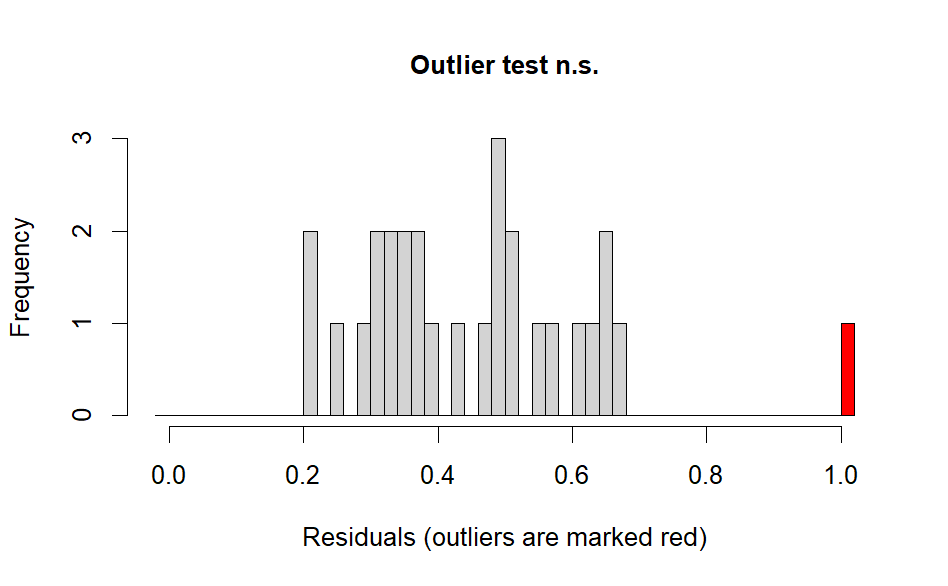 Outlier test n.s.
Frequency
3
2
1
0
0.0 0.2 0.4 0.6 0.8 1.0
Residuals (outliers are marked red)